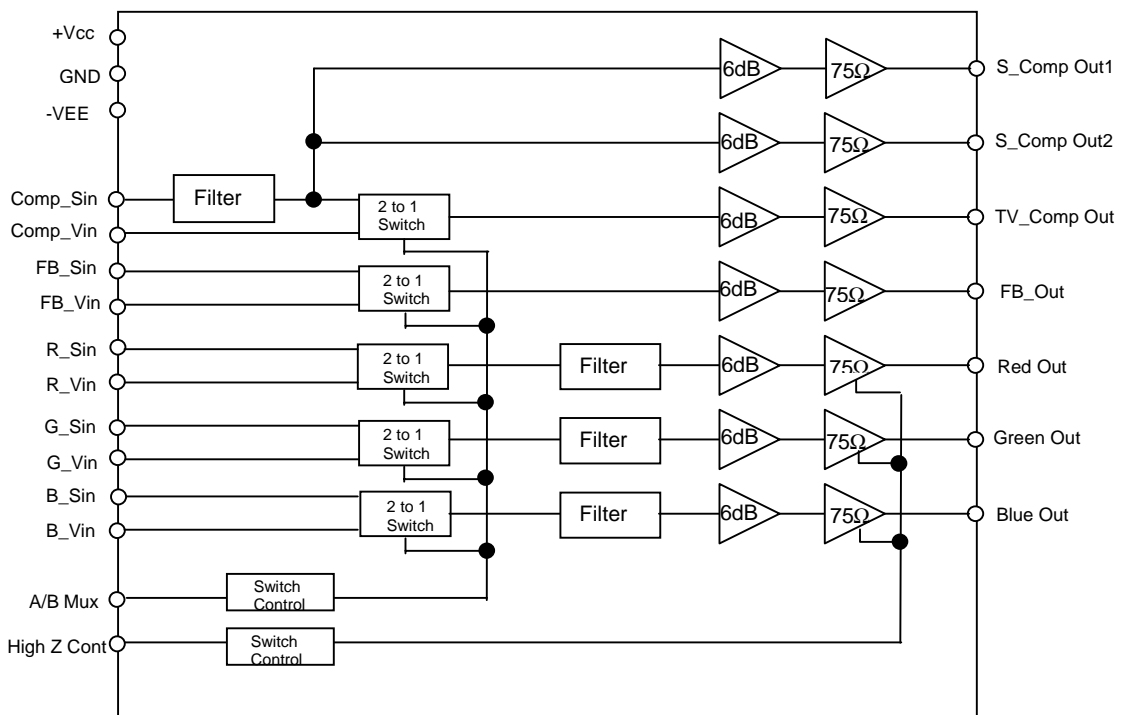 +Vcc
GND
-VEE
Comp_Sin
Comp_Vin
FB_Sin
FB_Vin
R_Sin
R_Vin
G_Sin
G_Vin
B_Sin
B_Vin
A/B Mux
High Z Cont
Filter
2 to 1
Switch
2 to 1
Switch
2 to 1
Switch
2 to 1
Switch
2 to 1
Switch
Switch
Control
Switch
Control
Filter
Filter
Filter
6dB
75Ω
6dB
75Ω
6dB
75Ω
6dB
75Ω
6dB
75Ω
6dB
75Ω
6dB
75Ω
S_Comp Out1
S_Comp Out2
TV_Comp Out
FB_Out
Red Out
Green Out
Blue Out